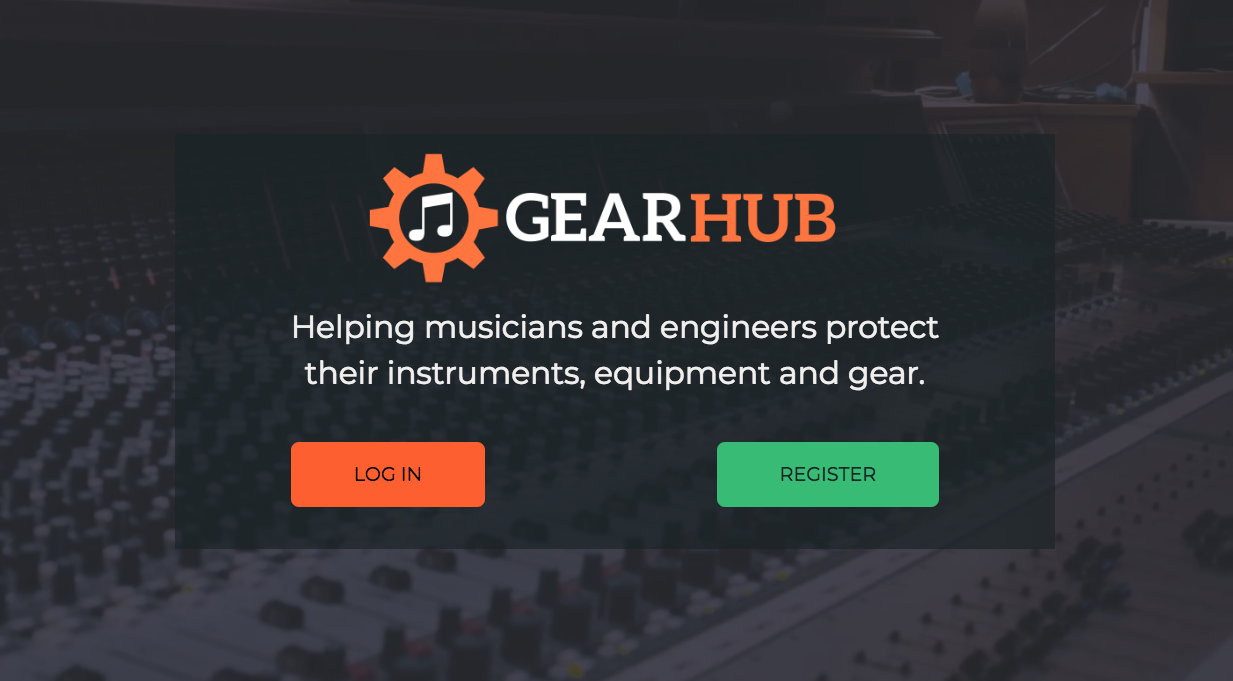 GEARHUB
Helping musicians and engineers protect
their instruments, equipment and gear.
LOG IN
REGISTER